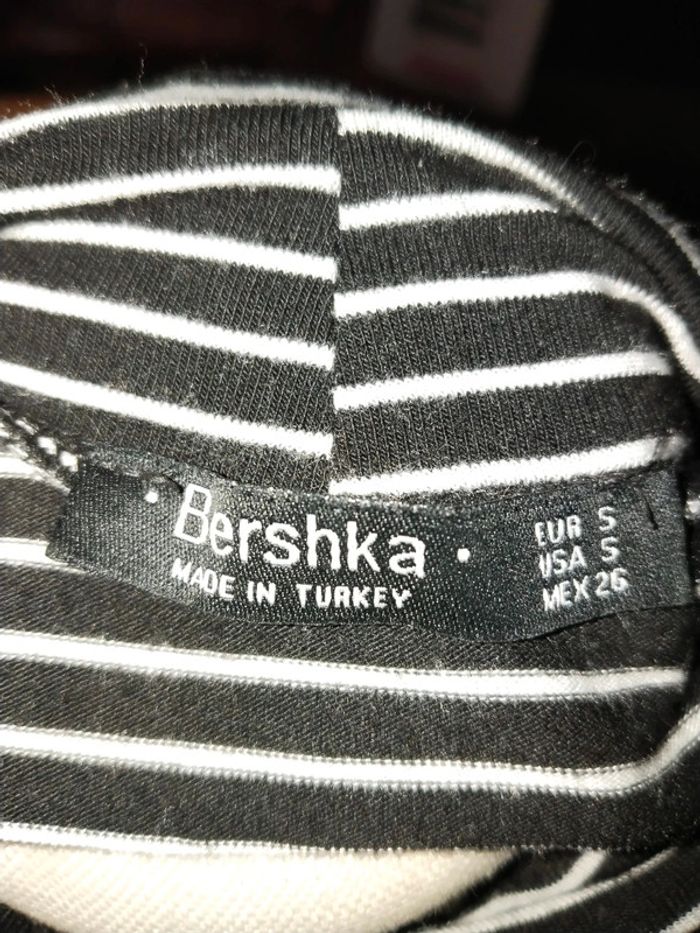 Bershka
MADE IN TURKEY
EUR S
USA S
MEX 26